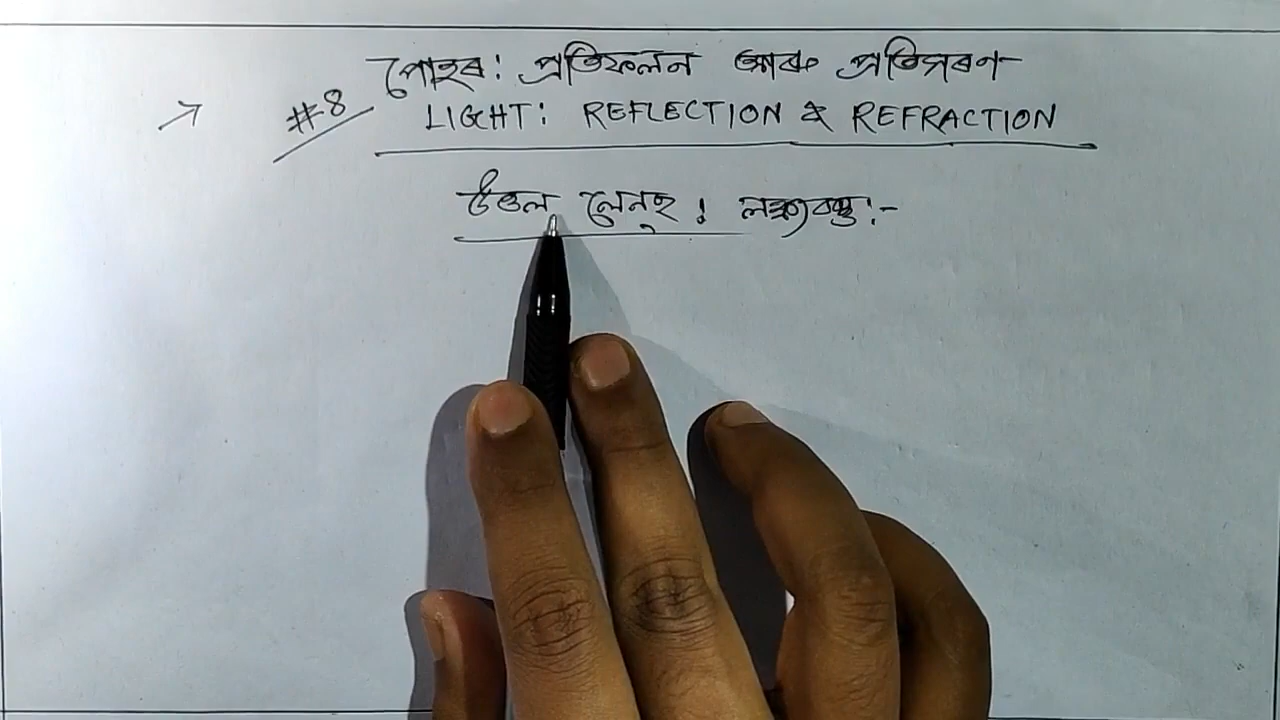 পোহৰ: প্ৰতিফলন আৰু প্ৰতিসৰণ
#8 LIGHT: REFLECTION & REFRACTION
উত্তল লেন্‌ছ: লক্ষ্যবস্তু:-